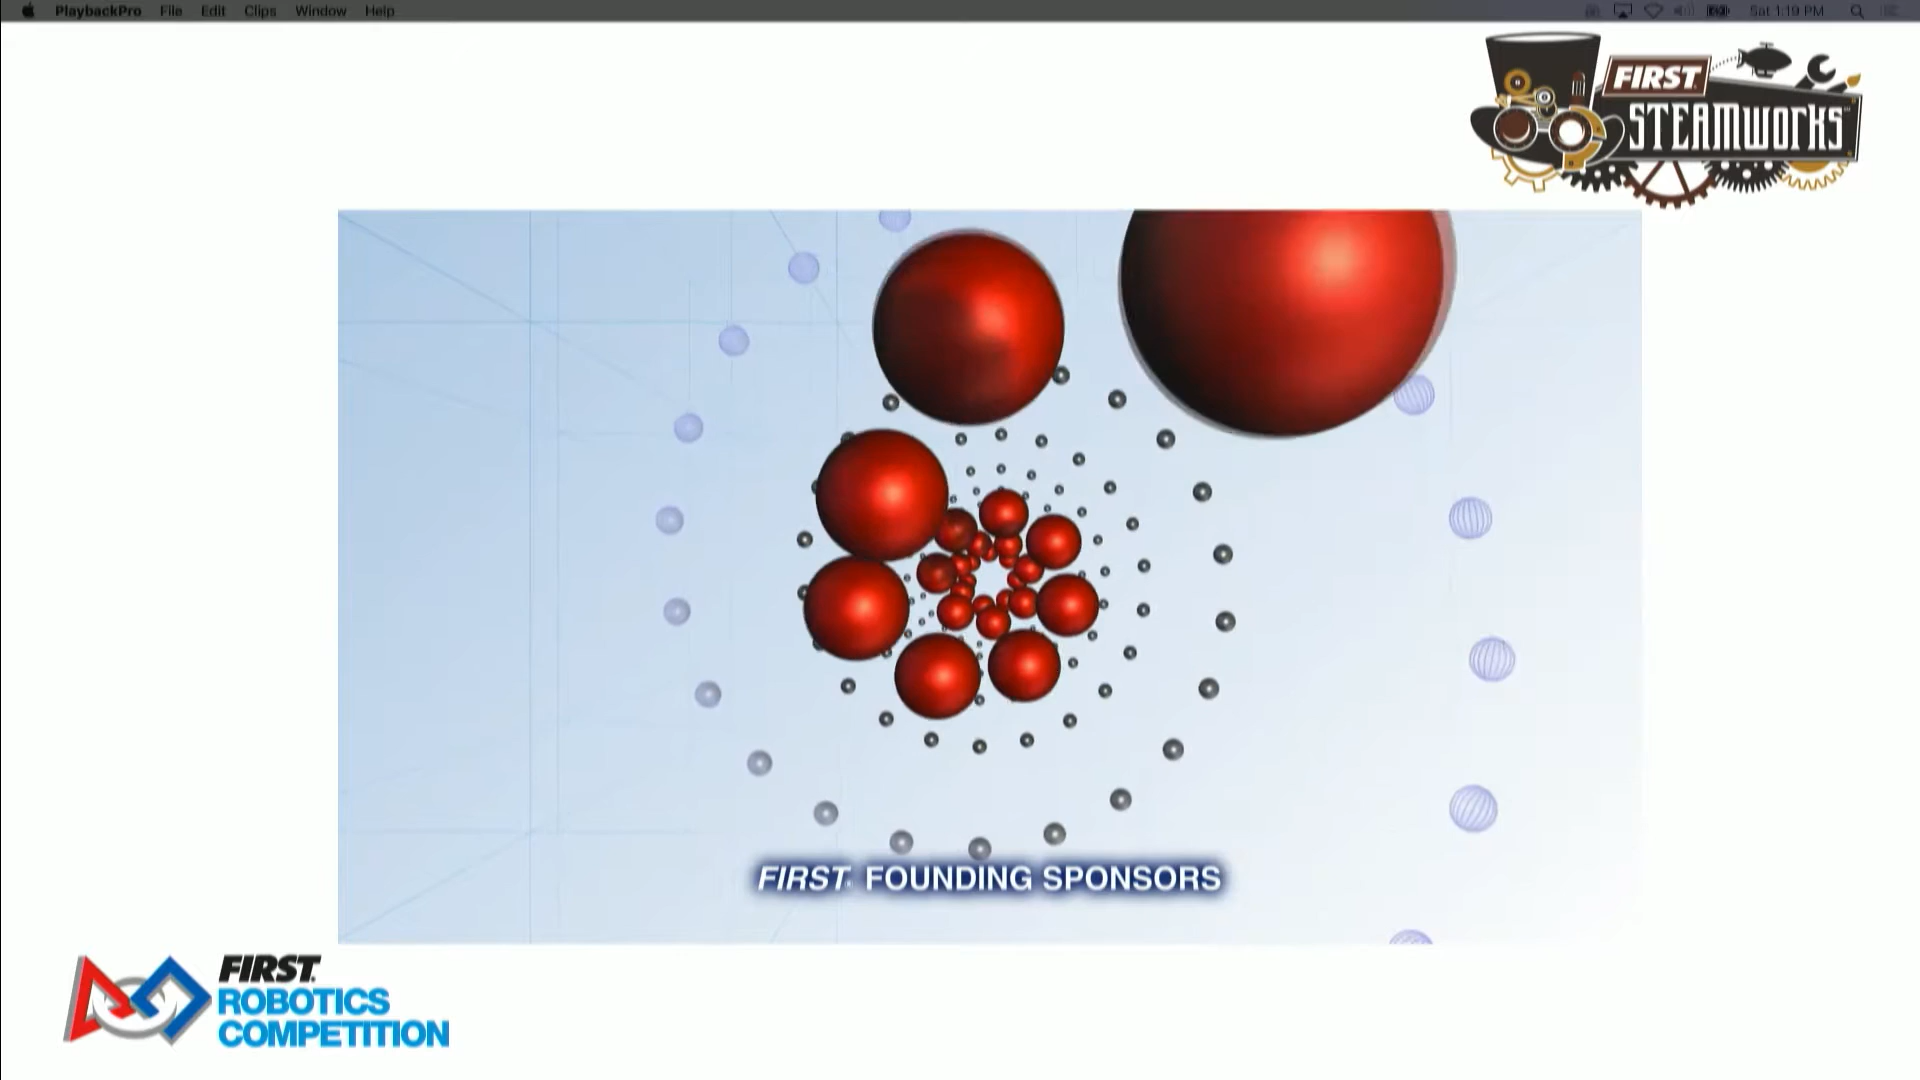 PlaybackPro File Edit Clips Window Help Sat 1:19 PM
FIRST
STEAMWORKS
FIRST. FOUNDING SPONSORS
FIRST.
ROBOTICS
COMPETITION